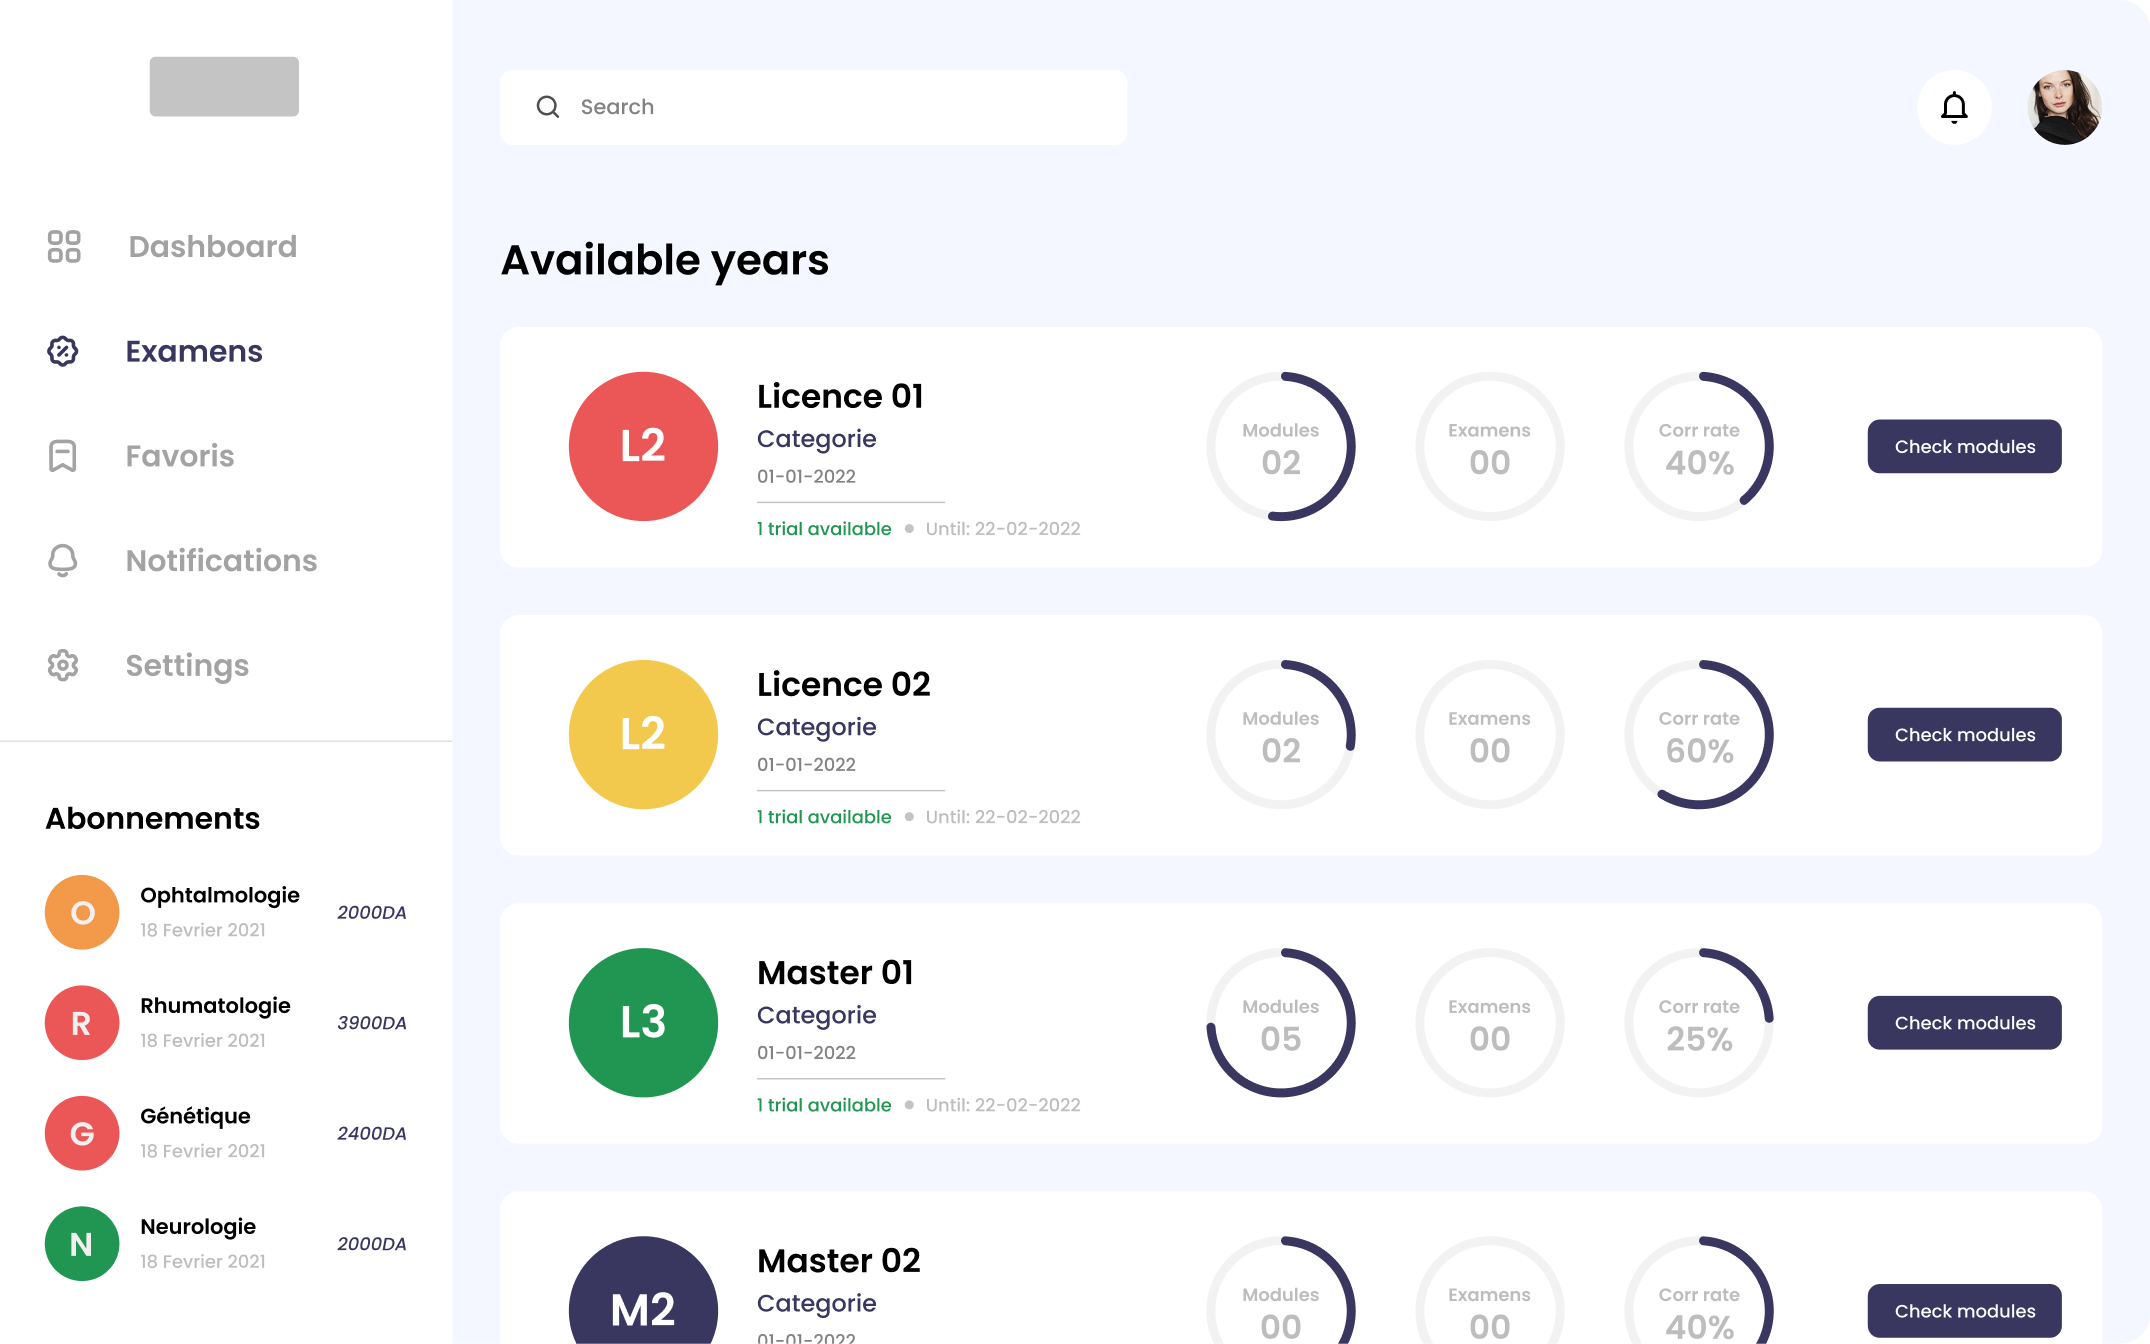 Search
Dashboard
Examens
Favoris
Notifications
Settings
Abonnements
O
Ophtalmologie
18 Fevrier 2021
2000DA
R
Rhumatologie
18 Fevrier 2021
3900DA
G
Génétique
18 Fevrier 2021
2400DA
N
Neurologie
18 Fevrier 2021
2000DA
Available years
L2
Licence 01
Categorie
01-01-2022
1 trial available
Until: 22-02-2022
Modules
02
Examens
00
Corr rate
40%
Check modules
L2
Licence 02
Categorie
01-01-2022
1 trial available
Until: 22-02-2022
Modules
02
Examens
00
Corr rate
60%
Check modules
L3
Master 01
Categorie
01-01-2022
1 trial available
Until: 22-02-2022
Modules
05
Examens
00
Corr rate
25%
Check modules
M2
Master 02
Categorie
01-01-2022
Modules
00
Examens
00
Corr rate
40%
Check modules